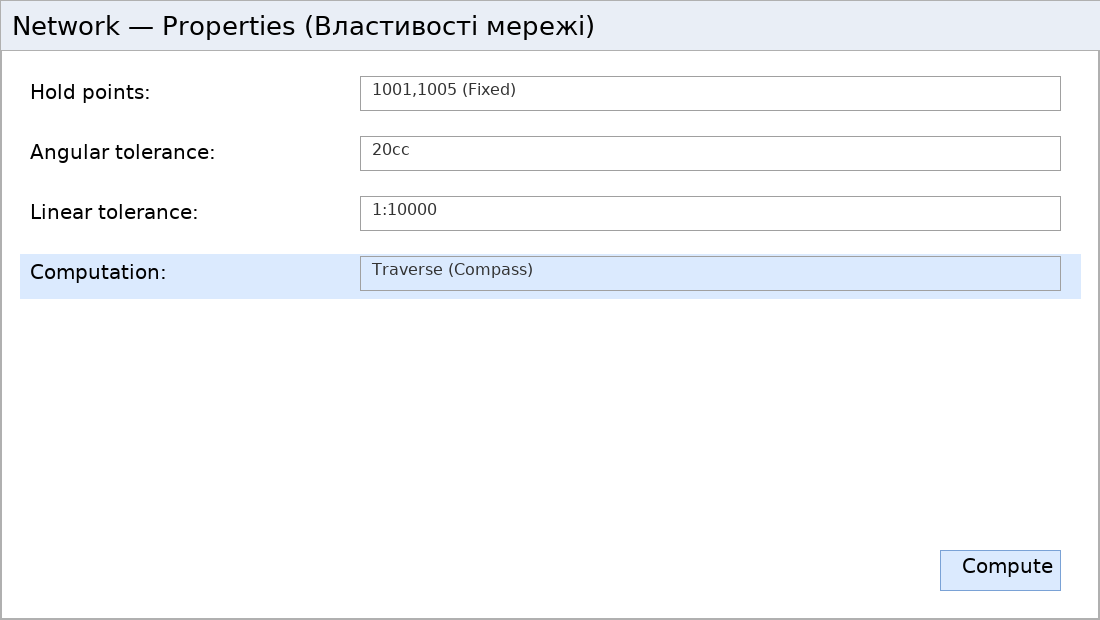 Network — Properties (Властивості мережі)
Hold points: 1001,1005 (Fixed)
Angular tolerance: 20cc
Linear tolerance: 1:10000
Computation: Traverse (Compass)
Compute